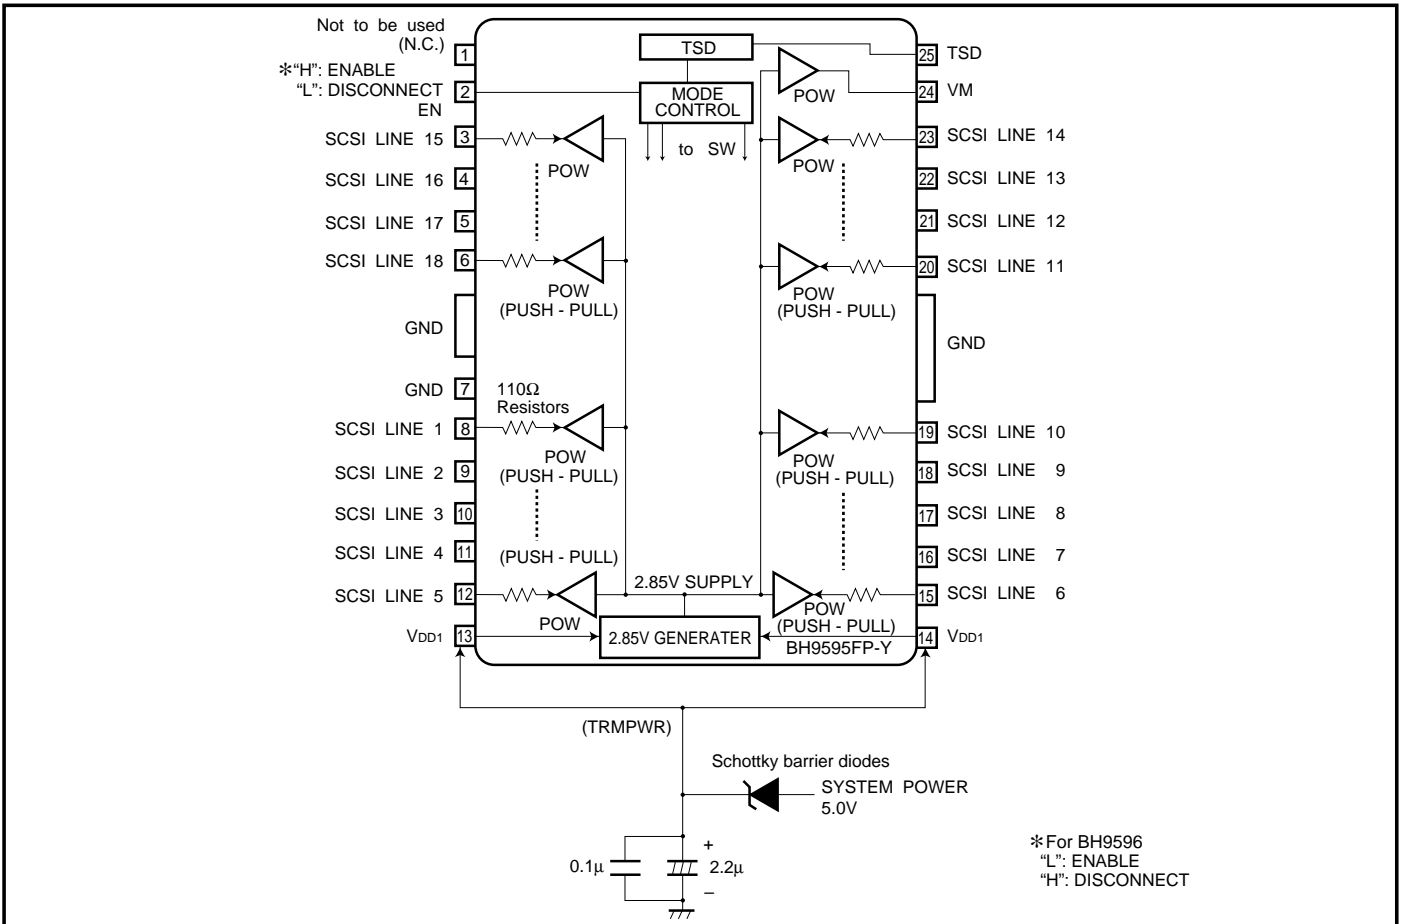 Not to be used
(N.C.)
1
✻“H”: ENABLE
“L”: DISCONNECT
EN
2
SCSI LINE 15
3
SCSI LINE 16
4
SCSI LINE 17
5
SCSI LINE 18
6
GND
GND
7
SCSI LINE 1
8
SCSI LINE 2
9
SCSI LINE 3
10
SCSI LINE 4
11
SCSI LINE 5
12
VDD1
13
TSD
MODE
CONTROL
to SW
POW
POW
(PUSH - PULL)
110Ω
Resistors
POW
(PUSH - PULL)
(PUSH - PULL)
POW
2.85V SUPPLY
2.85V GENERATER
POW
POW
POW
(PUSH - PULL)
POW
(PUSH - PULL)
POW
(PUSH - PULL)
BH9595FP-Y
25
TSD
24
VM
23
SCSI LINE 14
22
SCSI LINE 13
21
SCSI LINE 12
20
SCSI LINE 11
GND
19
SCSI LINE 10
18
SCSI LINE 9
17
SCSI LINE 8
16
SCSI LINE 7
15
SCSI LINE 6
14
VDD1
(TRMPWR)
Schottky barrier diodes
SYSTEM POWER
5.0V
0.1µ
+
2.2µ
−
✻For BH9596
“L”: ENABLE
“H”: DISCONNECT